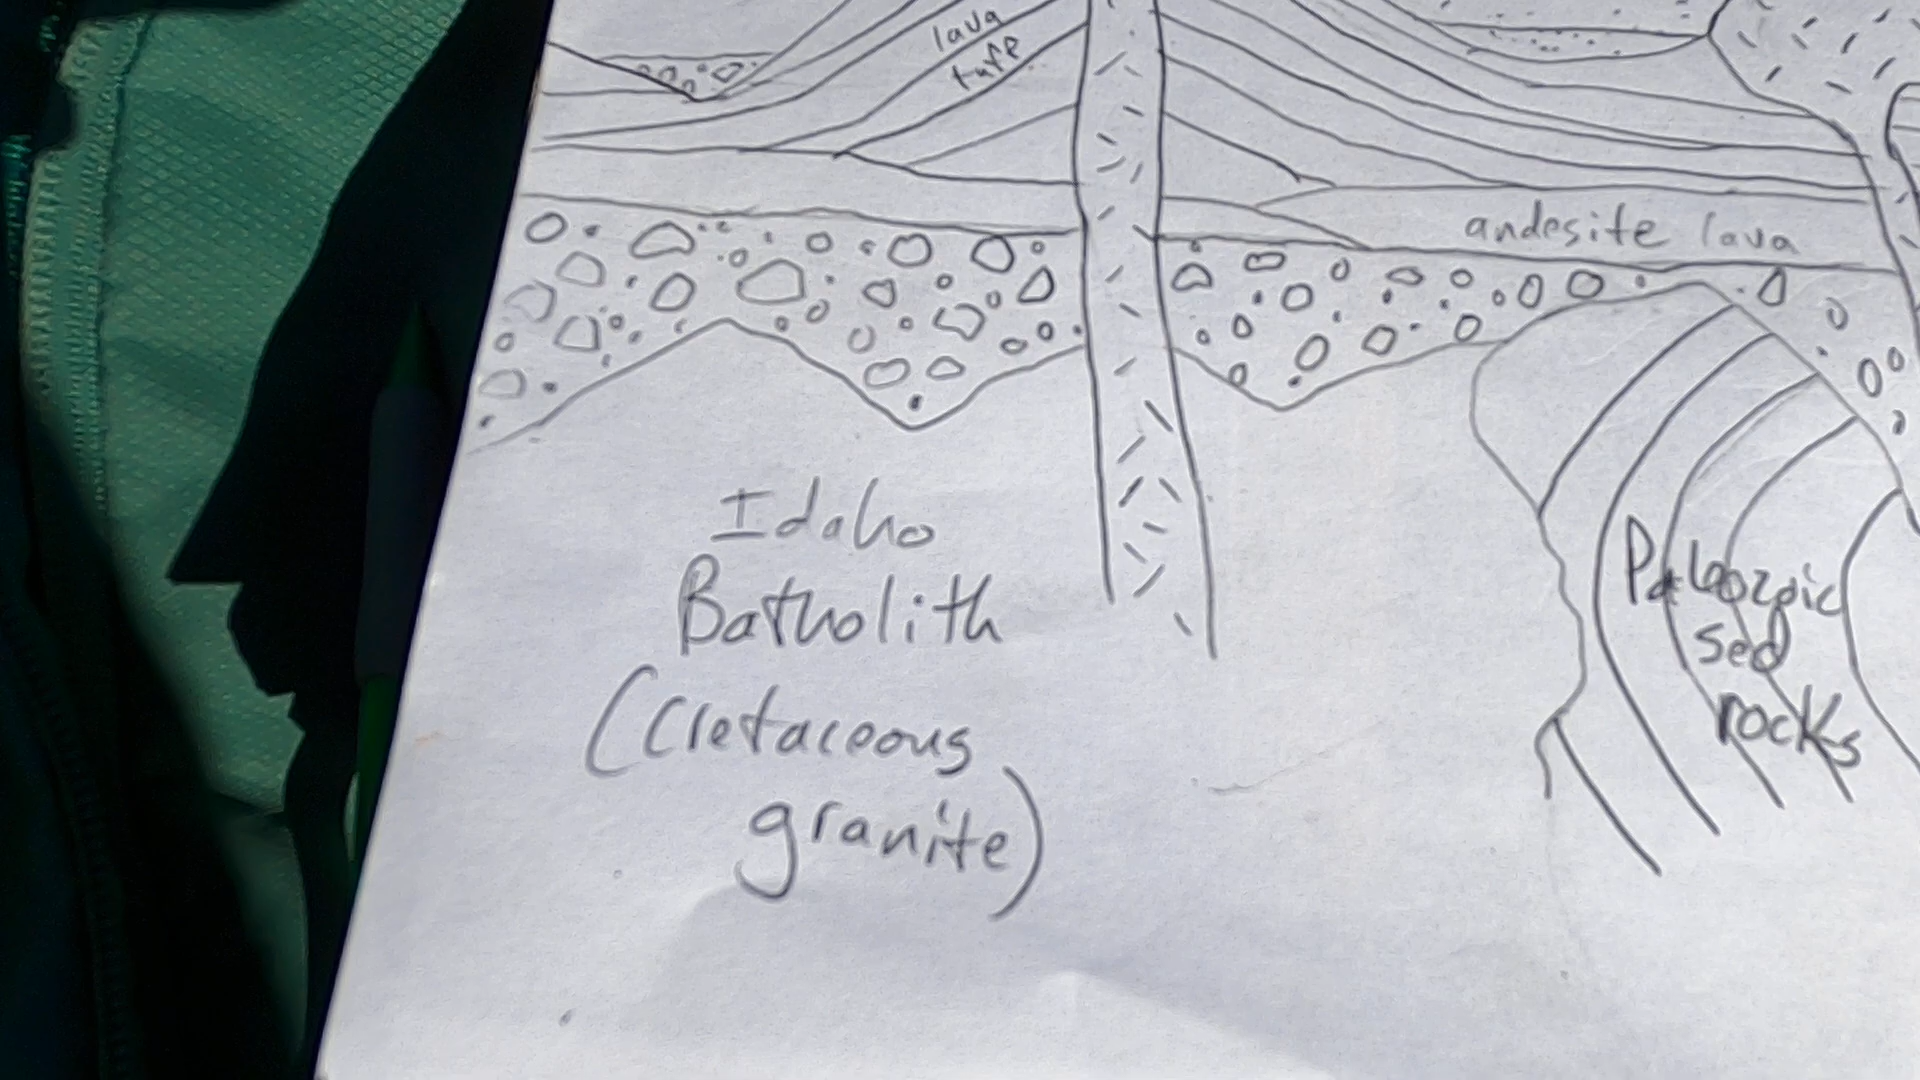 lava
tuff
andesite lava
Idaho
Batholith
(Cretaceous
granite)
Paleozoic
sed
rocks